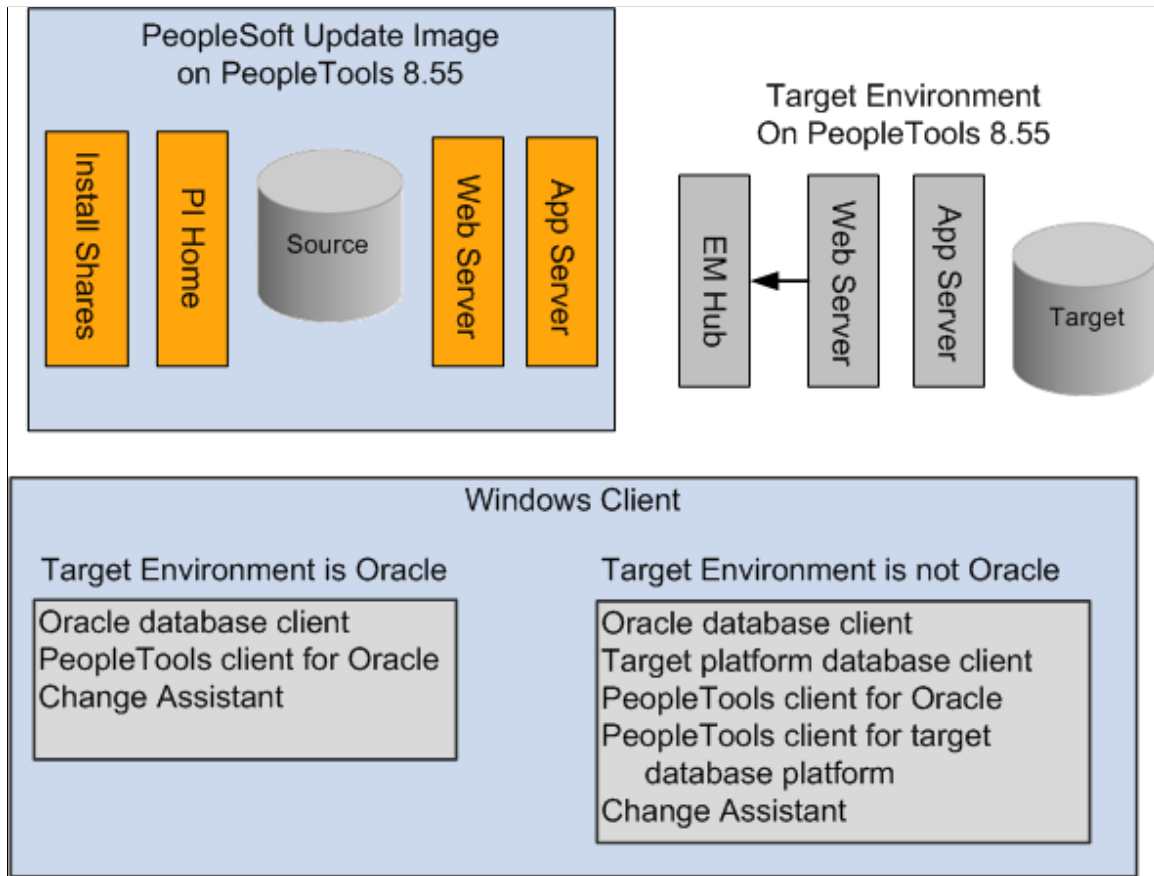 PeopleSoft Update Image
on PeopleTools 8.55
Install Shares
PI Home
Source
Web Server
App Server
Target Environment
On PeopleTools 8.55
EM Hub
Web Server
App Server
Target
Windows Client
Target Environment is Oracle
Oracle database client
PeopleTools client for Oracle
Change Assistant
Target Environment is not Oracle
Oracle database client
Target platform database client
PeopleTools client for Oracle
PeopleTools client for target
database platform
Change Assistant